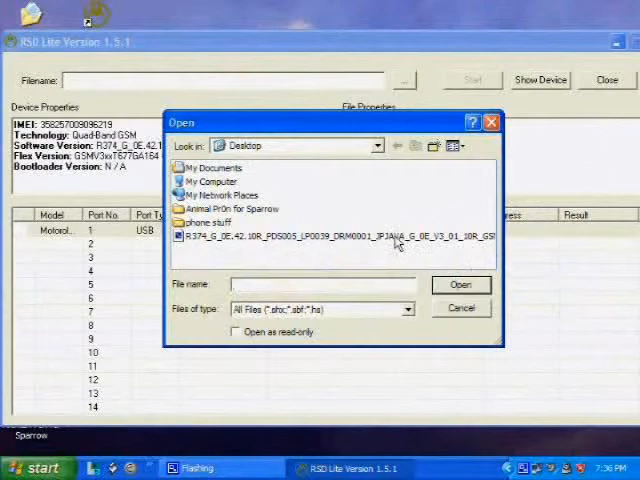 RSD Lite Version 1.5.1
Filename:
...
Start
Show Device
Close
Device Properties
File Properties
IMEI: 358257009096219
Technology: Quad-Band GSM
Software Version: R374_G_0E.42.1
Flex Version: GSMV3xxT677GA164
Bootloader Version: N / A
Open
Look in:
Desktop
My Documents
My Computer
My Network Places
Animal Pr0n for Sparrow
phone stuff
R374_G_0E.42.10R_PDS005_LP0039_DRM0001_JPJAVA_G_0E_V3_01_10R_GS
File name:
Open
Files of type:
All Files (*.shx;*.sbf;*.hs)
Cancel
Open as read-only
Model
Port No.
Port Ty
Result
Motorol..
1
USB
2
3
4
5
6
7
8
9
10
11
12
13
14
Sparrow
start
Flashing
RSD Lite Version 1.5.1
7:36 PM